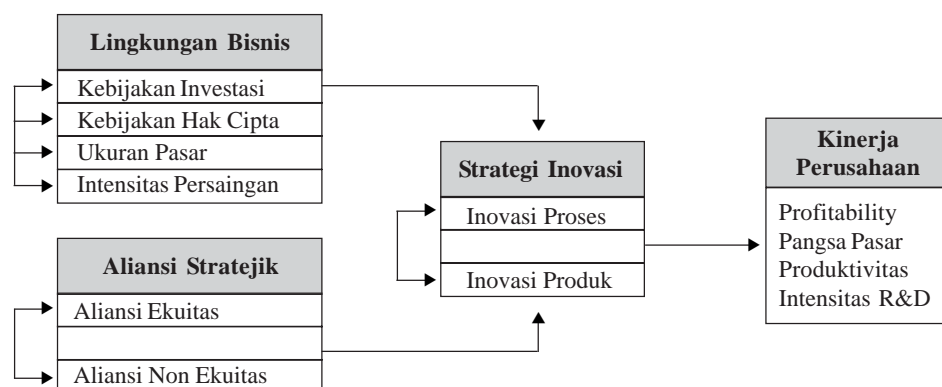 Lingkungan Bisnis
Kebijakan Investasi
Kebijakan Hak Cipta
Ukuran Pasar
Intensitas Persaingan
Aliansi Stratejik
Aliansi Ekuitas
Aliansi Non Ekuitas
Strategi Inovasi
Inovasi Proses
Inovasi Produk
Kinerja
Perusahaan
Profitability
Pangsa Pasar
Produktivitas
Intensitas R&D